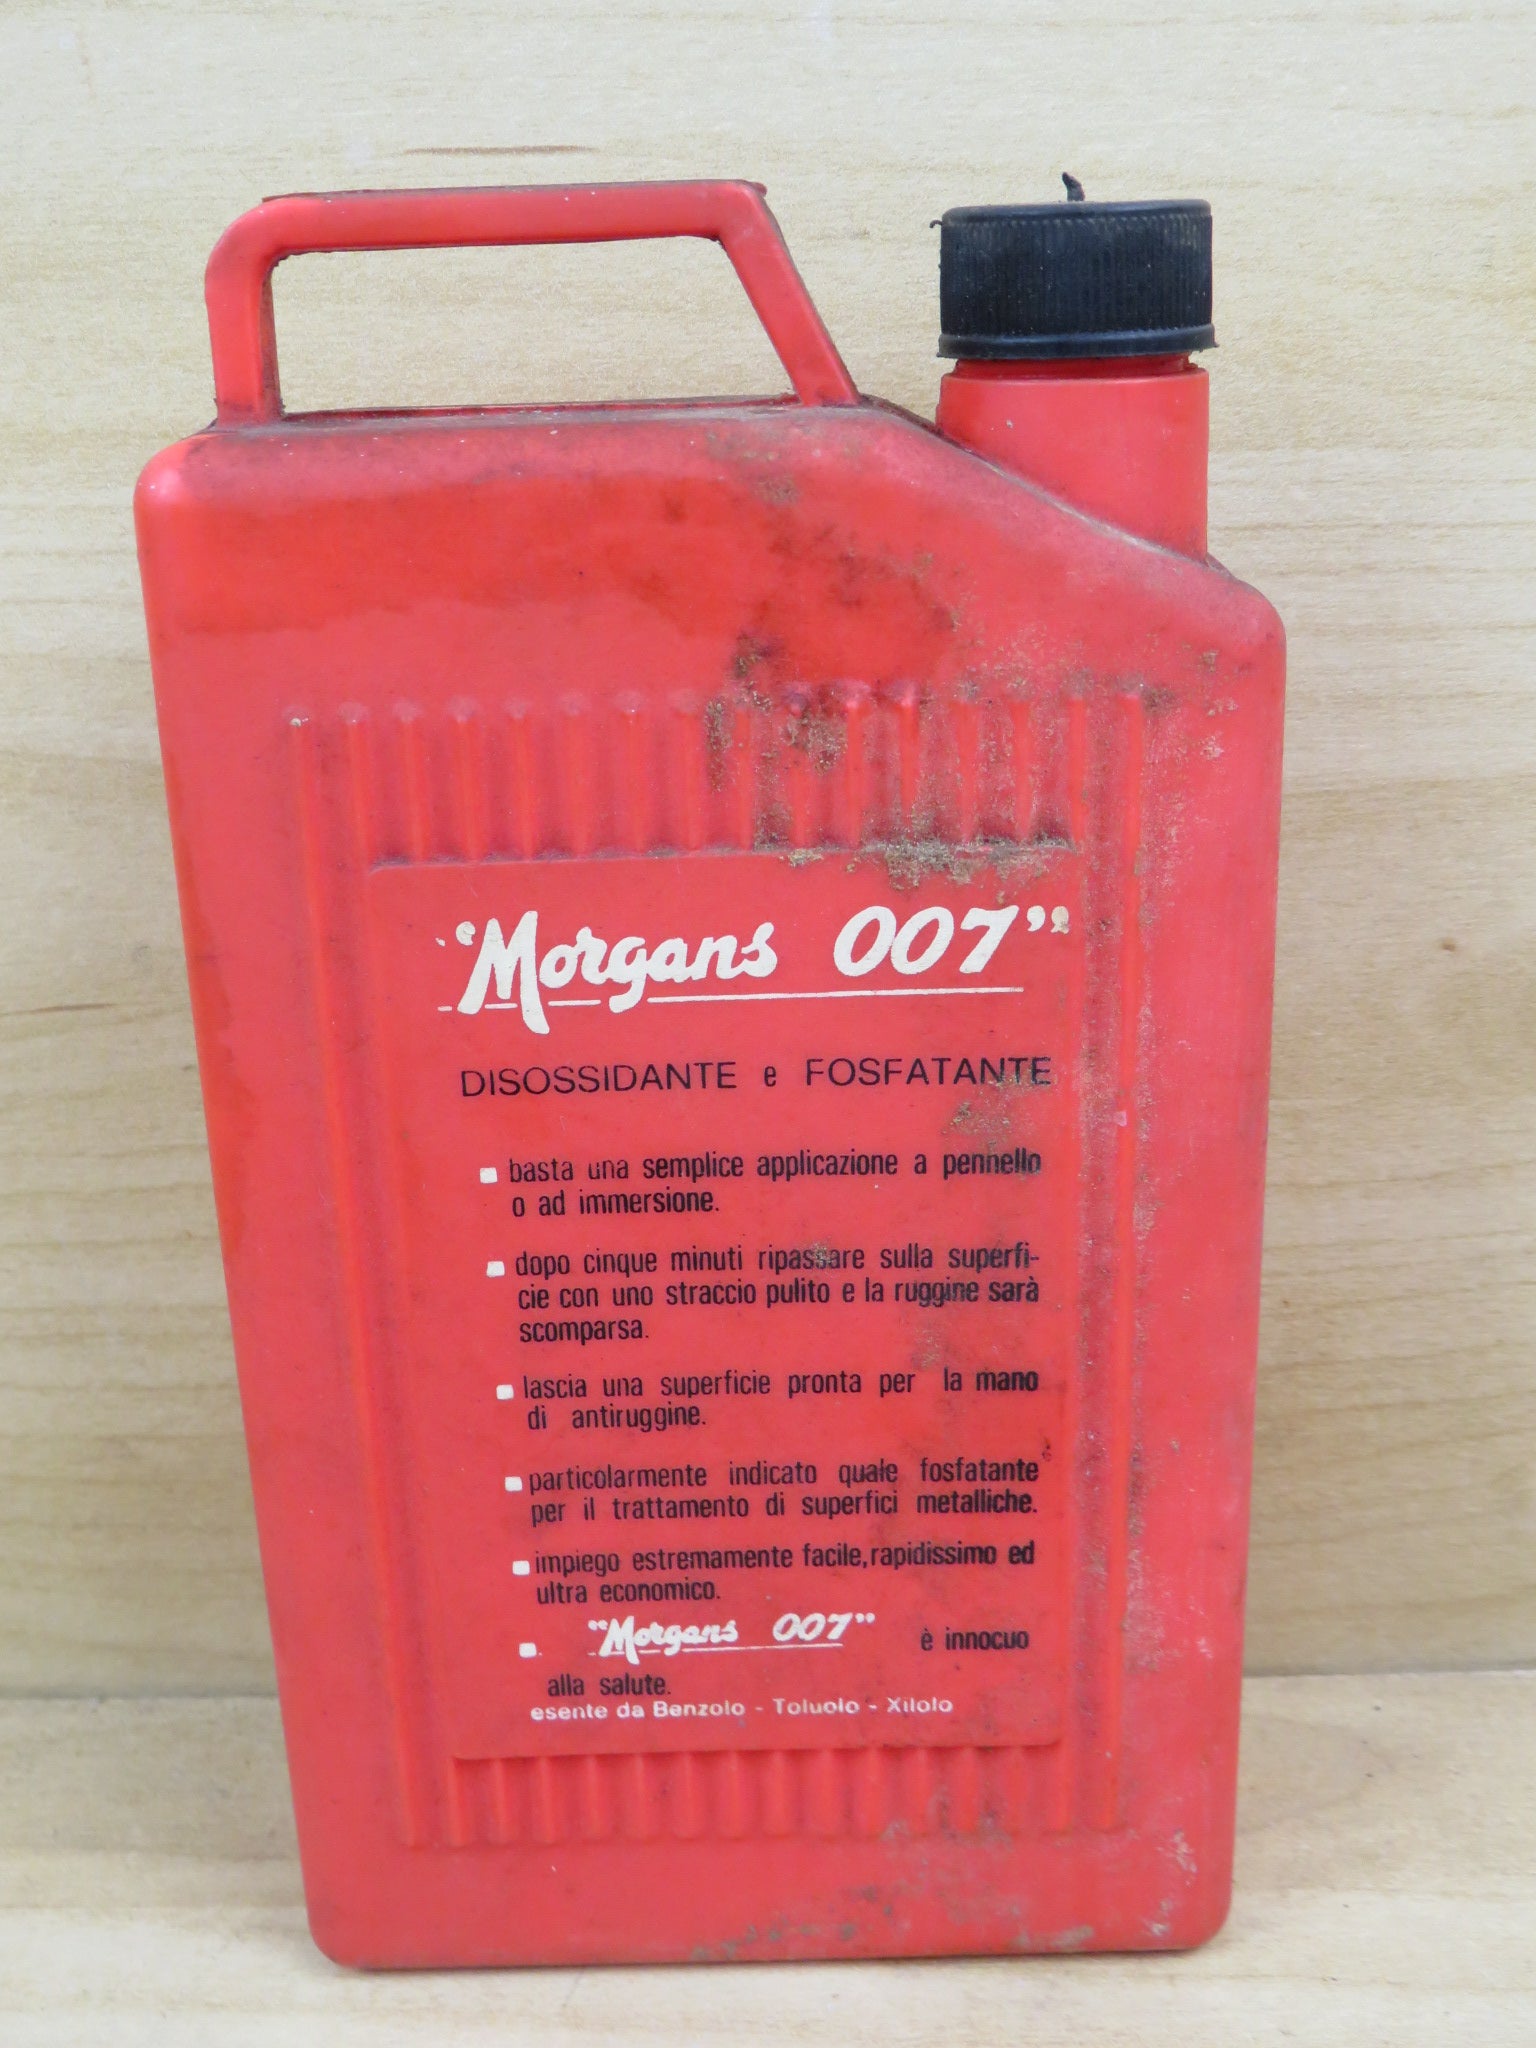 "Morgans 007"
DISOSSIDANTE e FOSFATANTE
basta una semplice applicazione a pennello
o ad immersione.
dopo cinque minuti ripassare sulla superfi-
cie con uno straccio pulito e la ruggine sarà
scomparsa.
lascia una superficie pronta per la mano
di antiruggine.
particolarmente indicato quale fosfatante
per il trattamento di superfici metalliche.
impiego estremamente facile, rapidissimo ed
ultra economico.
"Morgans 007" è innocuo
alla salute.
esente da Benzolo - Toluolo - Xilolo